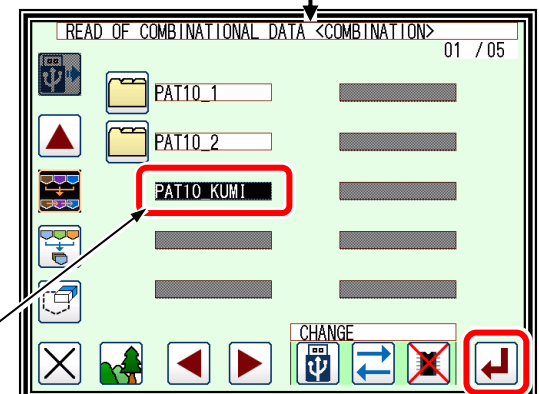 READ OF COMBINATIONAL DATA <COMBINATION>
01 /05
PAT10_1
PAT10_2
PAT10_KUMI
CHANGE